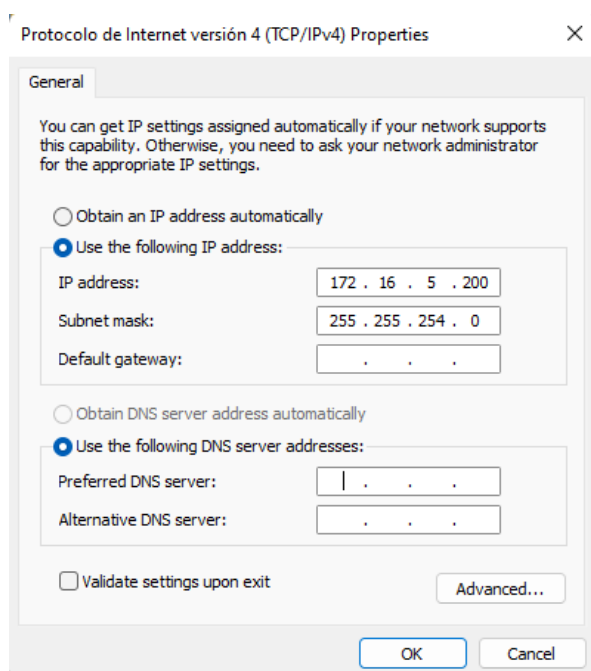 Protocolo de Internet versión 4 (TCP/IPv4) Properties
General
You can get IP settings assigned automatically if your network supports
this capability. Otherwise, you need to ask your network administrator
for the appropriate IP settings.
Obtain an IP address automatically
Use the following IP address:
IP address: 172 . 16 . 5 . 200
Subnet mask: 255 . 255 . 254 . 0
Default gateway: . . .
Obtain DNS server address automatically
Use the following DNS server addresses:
Preferred DNS server: . . .
Alternative DNS server: . . .
Validate settings upon exit
Advanced...
OK Cancel